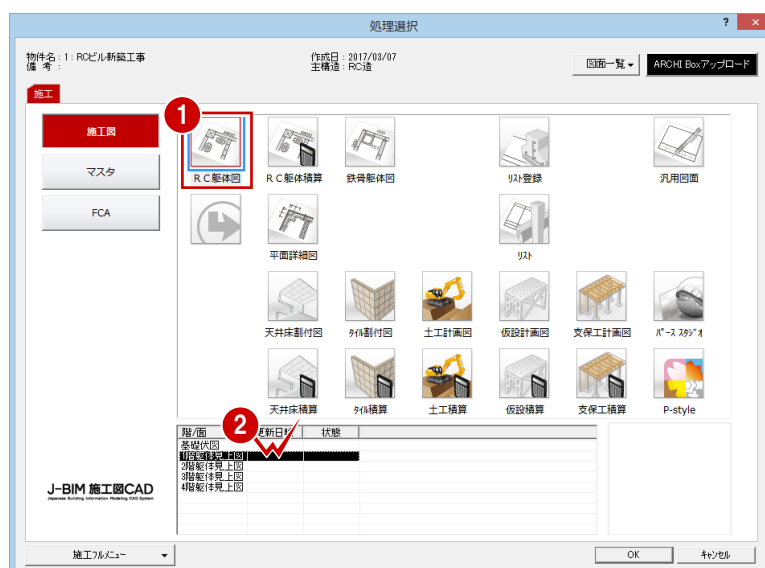 処理選択
? ×
物件名：1：RCビル新築工事
備 考：
作成日：2017/03/07
主構造：RC造
図面一覧
ARCHI Boxアップロード
施工
1
施工図
マスタ
FCA
ＲＣ躯体図
ＲＣ躯体積算
鉄骨躯体図
ﾘｽﾄ登録
汎用図面
平面詳細図
ﾘｽﾄ
天井床割付図
ﾀｲﾙ割付図
土工計画図
仮設計画図
支保工計画図
ﾊﾟｰｽ ｽﾀｼﾞｵ
天井床積算
ﾀｲﾙ積算
土工積算
仮設積算
支保工積算
P-style
2
階/面
更新日時
状態
基礎伏図
1階躯体見上図
2階躯体見上図
3階躯体見上図
4階躯体見上図
J-BIM 施工図CAD
Japanese Building Information Modeling CAD System
施工フルメニュー
OK
ｷｬﾝｾﾙ